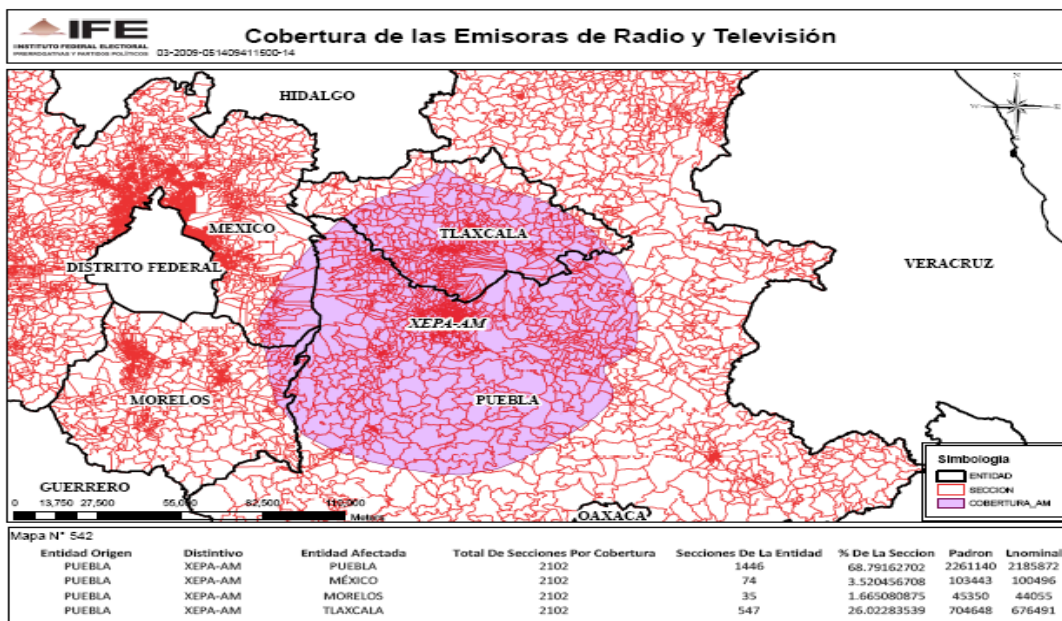 IFE
INSTITUTO FEDERAL ELECTORAL
PRERROGATIVAS Y PARTIDOS POLÍTICOS
03-2009-051409411500-14
Cobertura de las Emisoras de Radio y Televisión
HIDALGO
N
W E
MEXICO
TLAXCALA
DISTRITO FEDERAL
VERACRUZ
XEPA-AM
MORELOS
PUEBLA
GUERRERO
OAXACA
0 13,750 27,500 55,000 82,500 110,000
Meters
Simbologia
ENTIDAD
SECCION
COBERTURA_AM
Mapa N° 542
Entidad Origen Distintivo Entidad Afectada Total De Secciones Por Cobertura Secciones De La Entidad % De La Seccion Padron Lnominal
PUEBLA XEPA-AM PUEBLA 2102 1446 68.79162702 2261140 2185872
PUEBLA XEPA-AM MÉXICO 2102 74 3.520456708 103443 100496
PUEBLA XEPA-AM MORELOS 2102 35 1.665080875 45350 44055
PUEBLA XEPA-AM TLAXCALA 2102 547 26.02283539 704648 676491